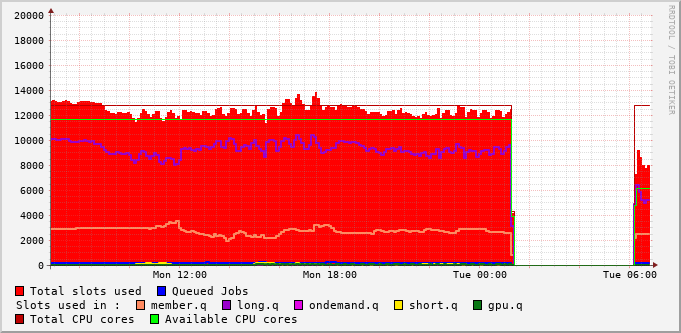 20000
18000
16000
14000
12000
10000
8000
6000
4000
2000
0
Mon 12:00 Mon 18:00 Tue 00:00 Tue 06:00
RRDTOOL / TOBI OETIKER
Total slots used Queued Jobs
Slots used in : member.q long.q ondemand.q short.q gpu.q
Total CPU cores Available CPU cores